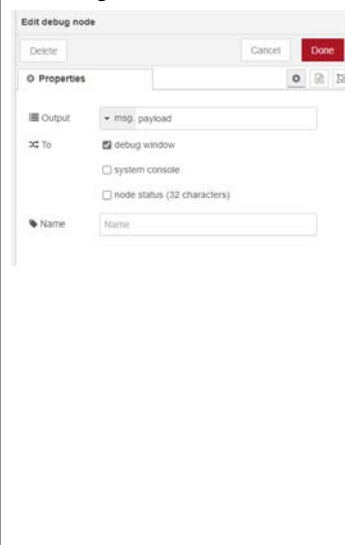 Edit debug node
Delete Cancel Done
Properties
Output msg. payload
To debug window
system console
node status (32 characters)
Name Name